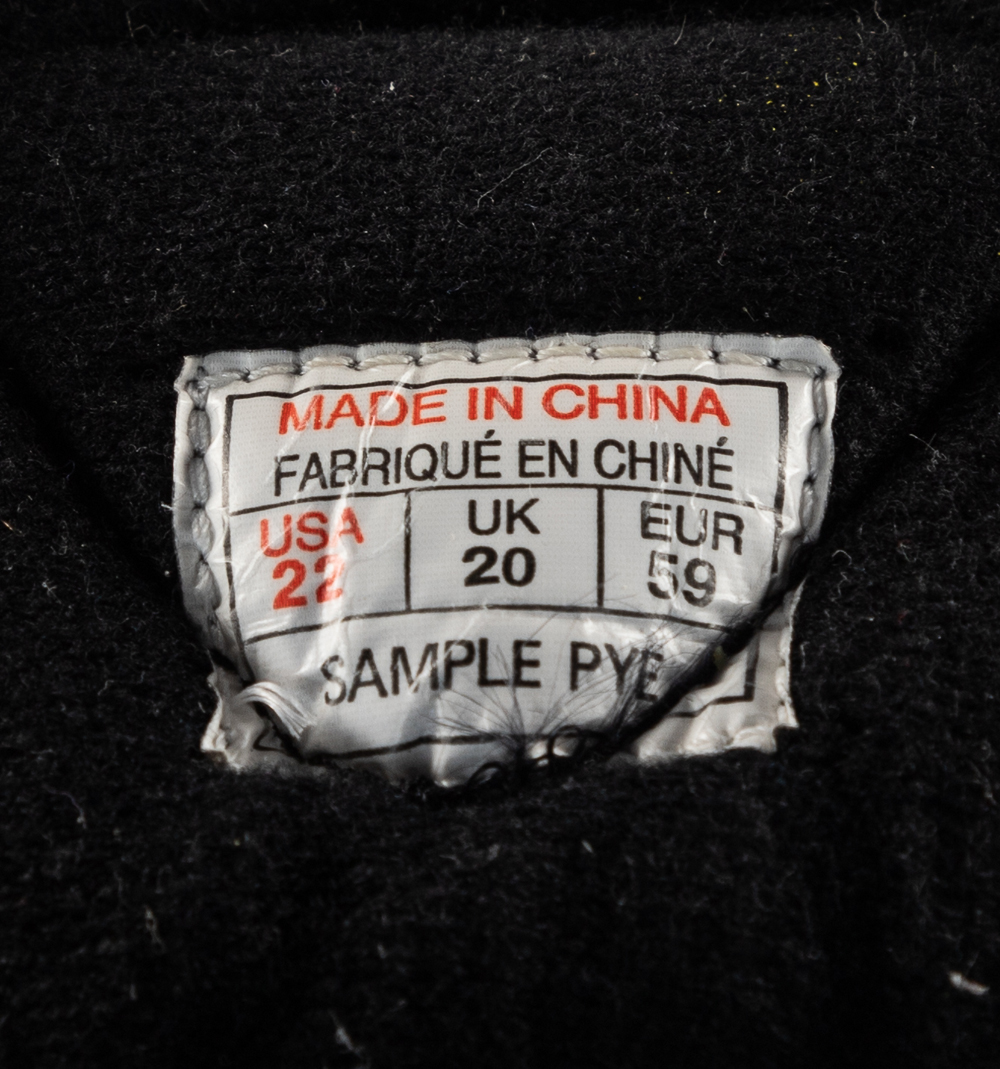 MADE IN CHINA
FABRIQUÉ EN CHINÉ
USA UK EUR
22 20 59
SAMPLE PYE